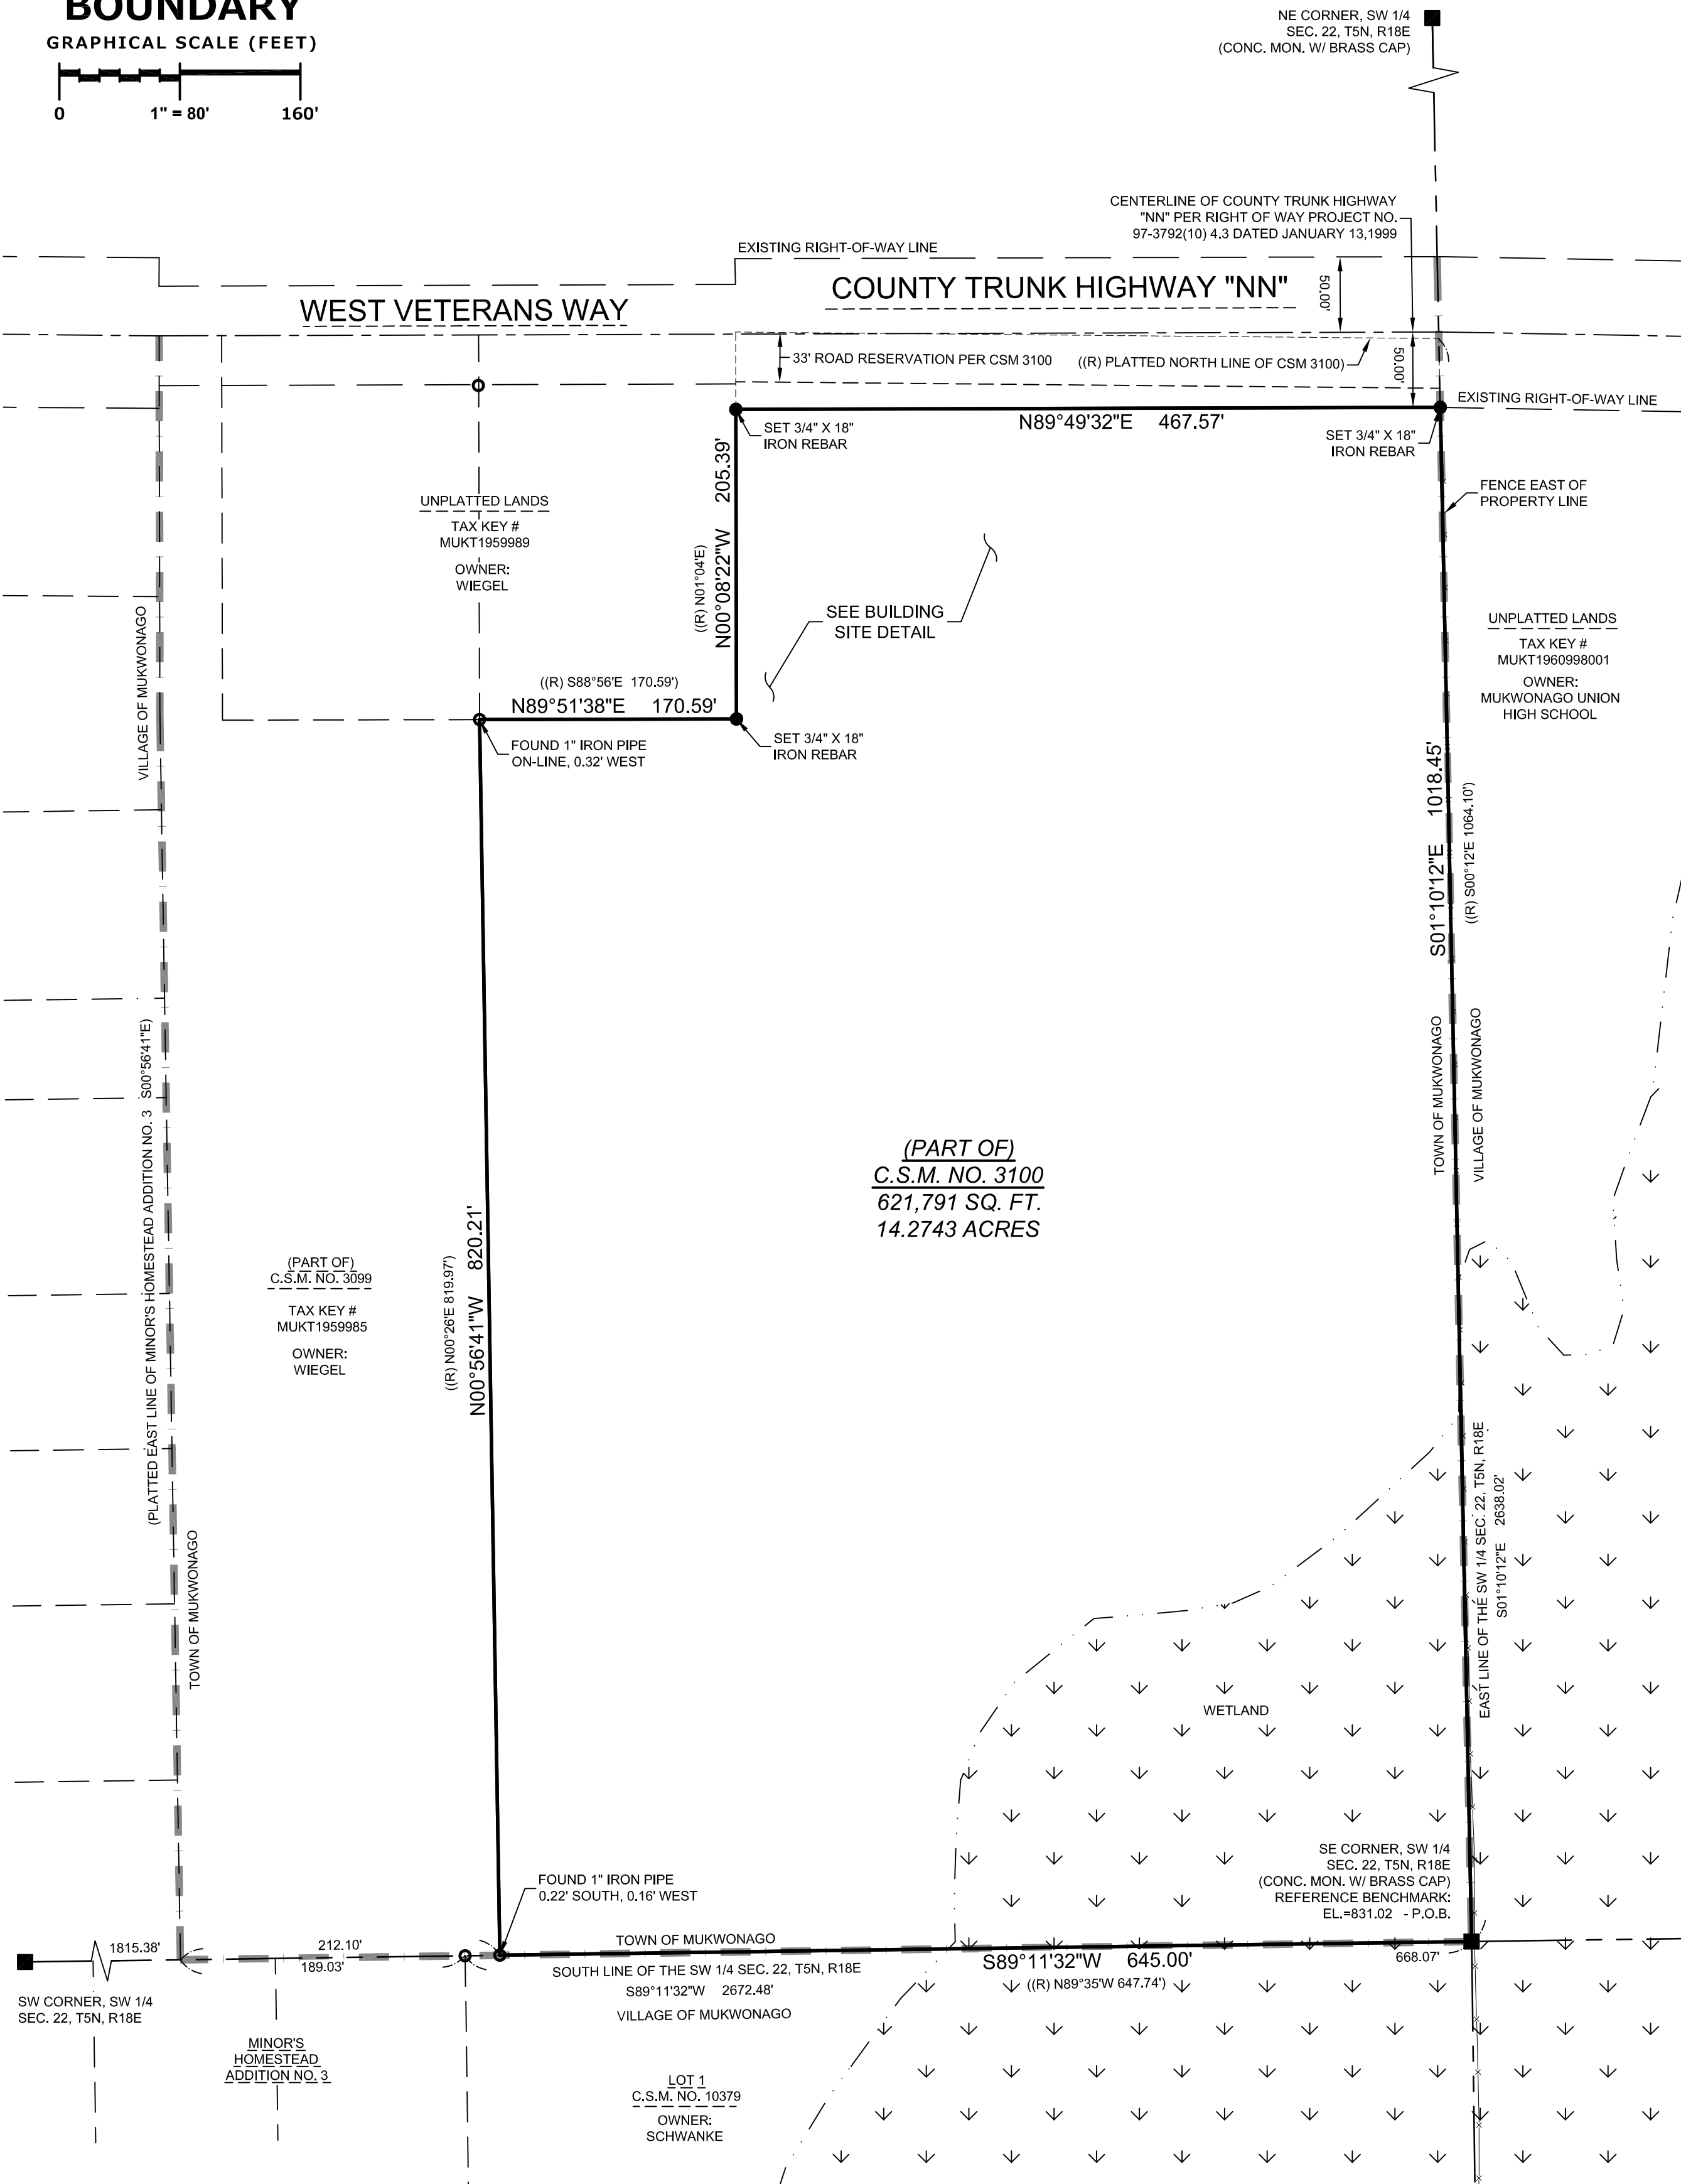 BOUNDARY
GRAPHICAL SCALE (FEET)
0 1" = 80' 160'
NE CORNER, SW 1/4
SEC. 22, T5N, R18E
(CONC. MON. W/ BRASS CAP)
CENTERLINE OF COUNTY TRUNK HIGHWAY
"NN" PER RIGHT OF WAY PROJECT NO.
97-3792(10) 4.3 DATED JANUARY 13,1999
EXISTING RIGHT-OF-WAY LINE
WEST VETERANS WAY
COUNTY TRUNK HIGHWAY "NN"
50.00'
33' ROAD RESERVATION PER CSM 3100
((R) PLATTED NORTH LINE OF CSM 3100)
50.00'
EXISTING RIGHT-OF-WAY LINE
SET 3/4" X 18"
IRON REBAR
N89°49'32"E 467.57'
SET 3/4" X 18"
IRON REBAR
FENCE EAST OF
PROPERTY LINE
UNPLATTED LANDS
TAX KEY #
MUKT1959989
OWNER:
WIEGEL
((R) N01°04'E)
N00°08'22"W 205.39'
SEE BUILDING
SITE DETAIL
UNPLATTED LANDS
TAX KEY #
MUKT1960998001
OWNER:
MUKWONAGO UNION
HIGH SCHOOL
VILLAGE OF MUKWONAGO
((R) S88°56'E 170.59')
N89°51'38"E 170.59'
FOUND 1" IRON PIPE
ON-LINE, 0.32' WEST
SET 3/4" X 18"
IRON REBAR
S01°10'12"E 1018.45'
((R) S00°12'E 1064.10')
TOWN OF MUKWONAGO
VILLAGE OF MUKWONAGO
(PLATTED EAST LINE OF MINOR'S HOMESTEAD ADDITION NO. 3 S00°56'41"E)
(PART OF)
C.S.M. NO. 3100
621,791 SQ. FT.
14.2743 ACRES
(PART OF)
C.S.M. NO. 3099
TAX KEY #
MUKT1959985
OWNER:
WIEGEL
((R) N00°26'E 819.97')
N00°56'41"W 820.21'
EAST LINE OF THE SW 1/4 SEC. 22, T5N, R18E
S01°10'12"E 2638.02'
TOWN OF MUKWONAGO
WETLAND
SE CORNER, SW 1/4
SEC. 22, T5N, R18E
(CONC. MON. W/ BRASS CAP)
REFERENCE BENCHMARK:
EL.=831.02 - P.O.B.
FOUND 1" IRON PIPE
0.22' SOUTH, 0.16' WEST
1815.38'
212.10'
189.03'
TOWN OF MUKWONAGO
SOUTH LINE OF THE SW 1/4 SEC. 22, T5N, R18E
S89°11'32"W 2672.48'
VILLAGE OF MUKWONAGO
S89°11'32"W 645.00'
((R) N89°35'W 647.74')
668.07'
SW CORNER, SW 1/4
SEC. 22, T5N, R18E
MINOR'S
HOMESTEAD
ADDITION NO. 3
LOT 1
C.S.M. NO. 10379
OWNER:
SCHWANKE